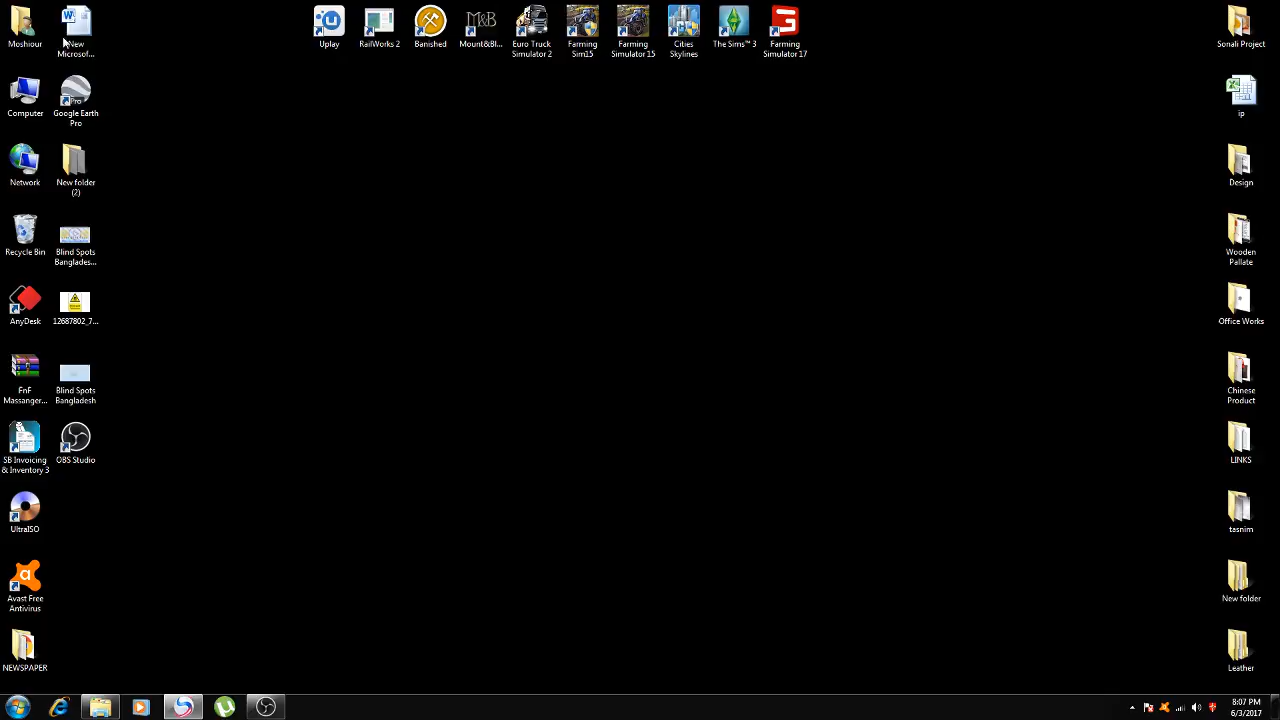 Moshiour
New
Microsof...
Computer
Pro
Google Earth
Pro
Network
New folder
(2)
Recycle Bin
Blind Spots
Banglades...
AnyDesk
12687802_7...
FnF
Massanger...
Blind Spots
Bangladesh
SB Invoicing
& Inventory 3
OBS Studio
UltraISO
Avast Free
Antivirus
NEWSPAPER
Uplay
RailWorks 2
Banished
M&B
Mount&Bl...
Euro Truck
Simulator 2
Farming
Sim15
Farming
Simulator 15
Cities
Skylines
The Sims™ 3
Farming
Simulator 17
Sonali Project
ip
Design
Wooden
Pallate
Office Works
Chinese
Product
LINKS
tasnim
New folder
Leather
8:07 PM
6/3/2017